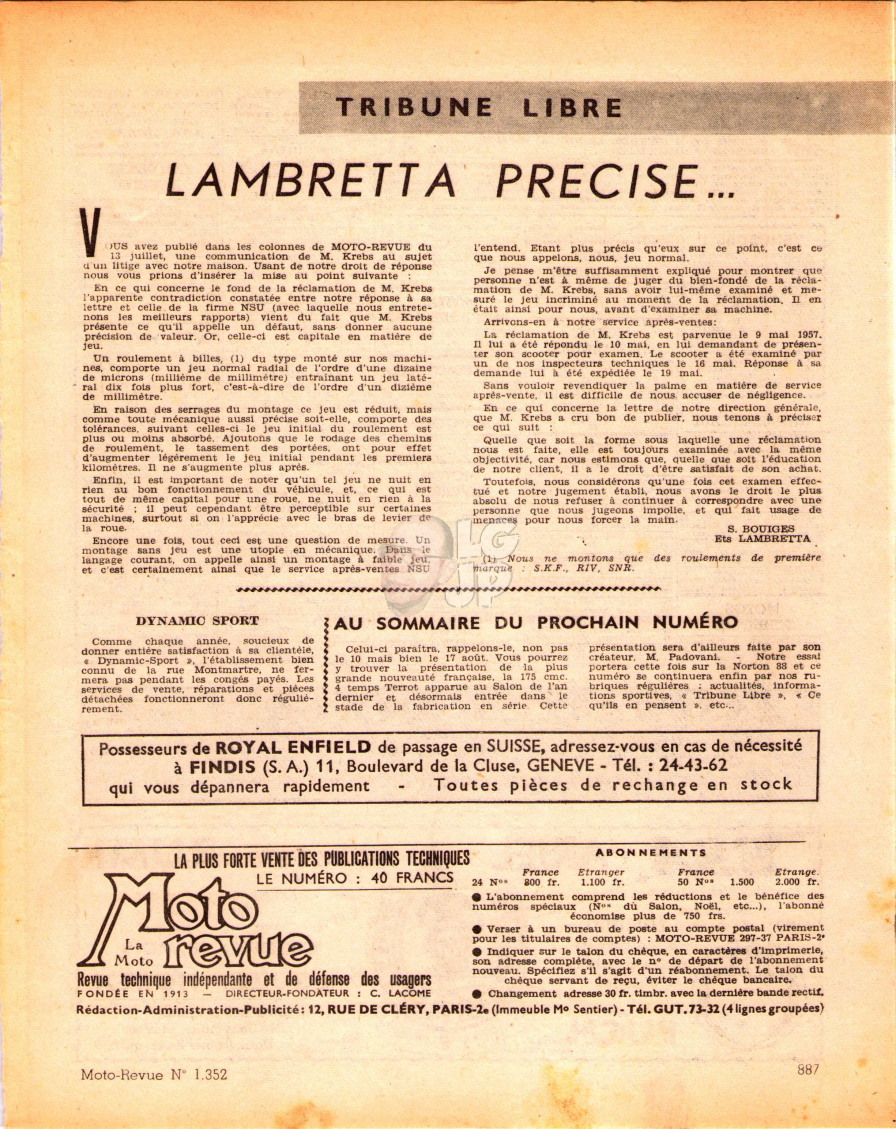 TRIBUNE LIBRE
LAMBRETTA PRECISE...
VOUS avez publié dans les colonnes de MOTO-REVUE du
13 juillet, une communication de M. Krebs au sujet
d'un litige avec notre maison. Usant de notre droit de réponse
nous vous prions d'insérer la mise au point suivante :
En ce qui concerne le fond de la réclamation de M. Krebs
l'apparente contradiction constatée entre notre réponse à sa
lettre et celle de la firme NSU (avec laquelle nous entrete-
nons les meilleurs rapports) vient du fait que M. Krebs
présente ce qu'il appelle un défaut, sans donner aucune
précision de valeur. Or, celle-ci est capitale en matière de
jeu.
Un roulement à billes, (1) du type monté sur nos machi-
nes, comporte un jeu normal radial de l'ordre d'une dizaine
de microns (millième de millimètre) entraînant un jeu laté-
ral dix fois plus fort, c'est-à-dire de l'ordre d'un dizième
de millimètre.
En raison des serrages du montage ce jeu est réduit, mais
comme toute mécanique aussi précise soit-elle, comporte des
tolérances, suivant celles-ci le jeu initial du roulement est
plus ou moins absorbé. Ajoutons que le rodage des chemins
de roulement, le tassement des portées, ont pour effet
d'augmenter légèrement le jeu initial pendant les premiers
kilomètres. Il ne s'augmente plus après.
Enfin, il est important de noter qu'un tel jeu ne nuit en
rien au bon fonctionnement du véhicule, et, ce qui est
tout de même capital pour une roue, ne nuit en rien à la
sécurité ; il peut cependant être perceptible sur certaines
machines, surtout si on l'apprécie avec le bras de levier de
la roue.
Encore une fois, tout ceci est une question de mesure. Un
montage sans jeu est une utopie en mécanique. Dans le
langage courant, on appelle ainsi un montage à faible jeu,
et c'est certainement ainsi que le service après-ventes NSU
l'entend. Etant plus précis qu'eux sur ce point, c'est ce
que nous appelons, nous, jeu normal.
Je pense m'être suffisamment expliqué pour montrer que
personne n'est à même de juger du bien-fondé de la récla-
mation de M. Krebs, sans avoir lui-même examiné et me-
suré le jeu incriminé au moment de la réclamation. Il en
était ainsi pour nous, avant d'examiner sa machine.
Arrivons-en à notre service après-ventes:
La réclamation de M. Krebs est parvenue le 9 mai 1957.
Il lui a été répondu le 10 mai, en lui demandant de présen-
ter son scooter pour examen. Le scooter a été examiné par
un de nos inspecteurs techniques le 16 mai. Réponse à sa
demande lui à été expédiée le 19 mai.
Sans vouloir revendiquer la palme en matière de service
après-vente, il est difficile de nous accuser de négligence.
En ce qui concerne la lettre de notre direction générale,
que M. Krebs a cru bon de publier, nous tenons à préciser
ce qui suit :
Quelle que soit la forme sous laquelle une réclamation
nous est faite, elle est toujours examinée avec la même
objectivité, car nous estimons que, quelle que soit l'éducation
de notre client, il a le droit d'être satisfait de son achat.
Toutefois, nous considérons qu'une fois cet examen effec-
tué et notre jugement établi, nous avons le droit le plus
absolu de nous refuser à continuer à correspondre avec une
personne que nous jugeons impolie, et qui fait usage de
menaces pour nous forcer la main.
S. BOUIGES
Ets LAMBRETTA
(1) Nous ne montons que des roulements de première
marque : S.K.F., RIV, SNR.
LG
UP
DYNAMIC SPORT
Comme chaque année, soucieux de
donner entière satisfaction à sa clientèle,
« Dynamic-Sport », l'établissement bien
connu de la rue Montmartre, ne fer-
mera pas pendant les congés payés. Les
services de vente, réparations et pièces
détachées fonctionneront donc réguliè-
rement.
AU SOMMAIRE DU PROCHAIN NUMÉRO
Celui-ci paraîtra, rappelons-le, non pas
le 10 mais bien le 17 août. Vous pourrez
y trouver la présentation de la plus
grande nouveauté française, la 175 cmc.
4 temps Terrot apparue au Salon de l'an
dernier et désormais entrée dans le
stade de la fabrication en série. Cette
présentation sera d'ailleurs faite par son
créateur. M. Padovani. - Notre essai
portera cette fois sur la Norton 88 et ce
numéro se continuera enfin par nos ru-
briques régulières : actualités, informa-
tions sportives, « Tribune Libre », « Ce
qu'ils en pensent », etc...
Possesseurs de ROYAL ENFIELD de passage en SUISSE, adressez-vous en cas de nécessité
à FINDIS (S. A.) 11, Boulevard de la Cluse, GENEVE - Tél. : 24-43-62
qui vous dépannera rapidement - Toutes pièces de rechange en stock
LA PLUS FORTE VENTE DES PUBLICATIONS TECHNIQUES
LE NUMÉRO : 40 FRANCS
Moto
revue
La
Moto
Revue technique indépendante et de défense des usagers
FONDÉE EN 1913 — DIRECTEUR-FONDATEUR : C. LACOME
ABONNEMENTS
France Etranger France Etrange.
24 Nos 800 fr. 1.100 fr. 50 Nos 1.500 2.000 fr.
● L'abonnement comprend les réductions et le bénéfice des
numéros spéciaux (Nos du Salon, Noël, etc...), l'abonné
économise plus de 750 frs.
● Verser à un bureau de poste au compte postal (virement
pour les titulaires de comptes) : MOTO-REVUE 297-37 PARIS-2e
● Indiquer sur le talon du chèque, en caractères d'imprimerie,
son adresse complète, avec le n° de départ de l'abonnement
nouveau. Spécifiez s'il s'agit d'un réabonnement. Le talon du
chèque servant de reçu, éviter le chèque bancaire.
● Changement adresse 30 fr. timbr. avec la dernière bande rectif.
Rédaction-Administration-Publicité : 12, RUE DE CLÉRY, PARIS-2e (Immeuble Mo Sentier) - Tél. GUT. 73-32 (4 lignes groupées)
Moto-Revue N° 1.352
887